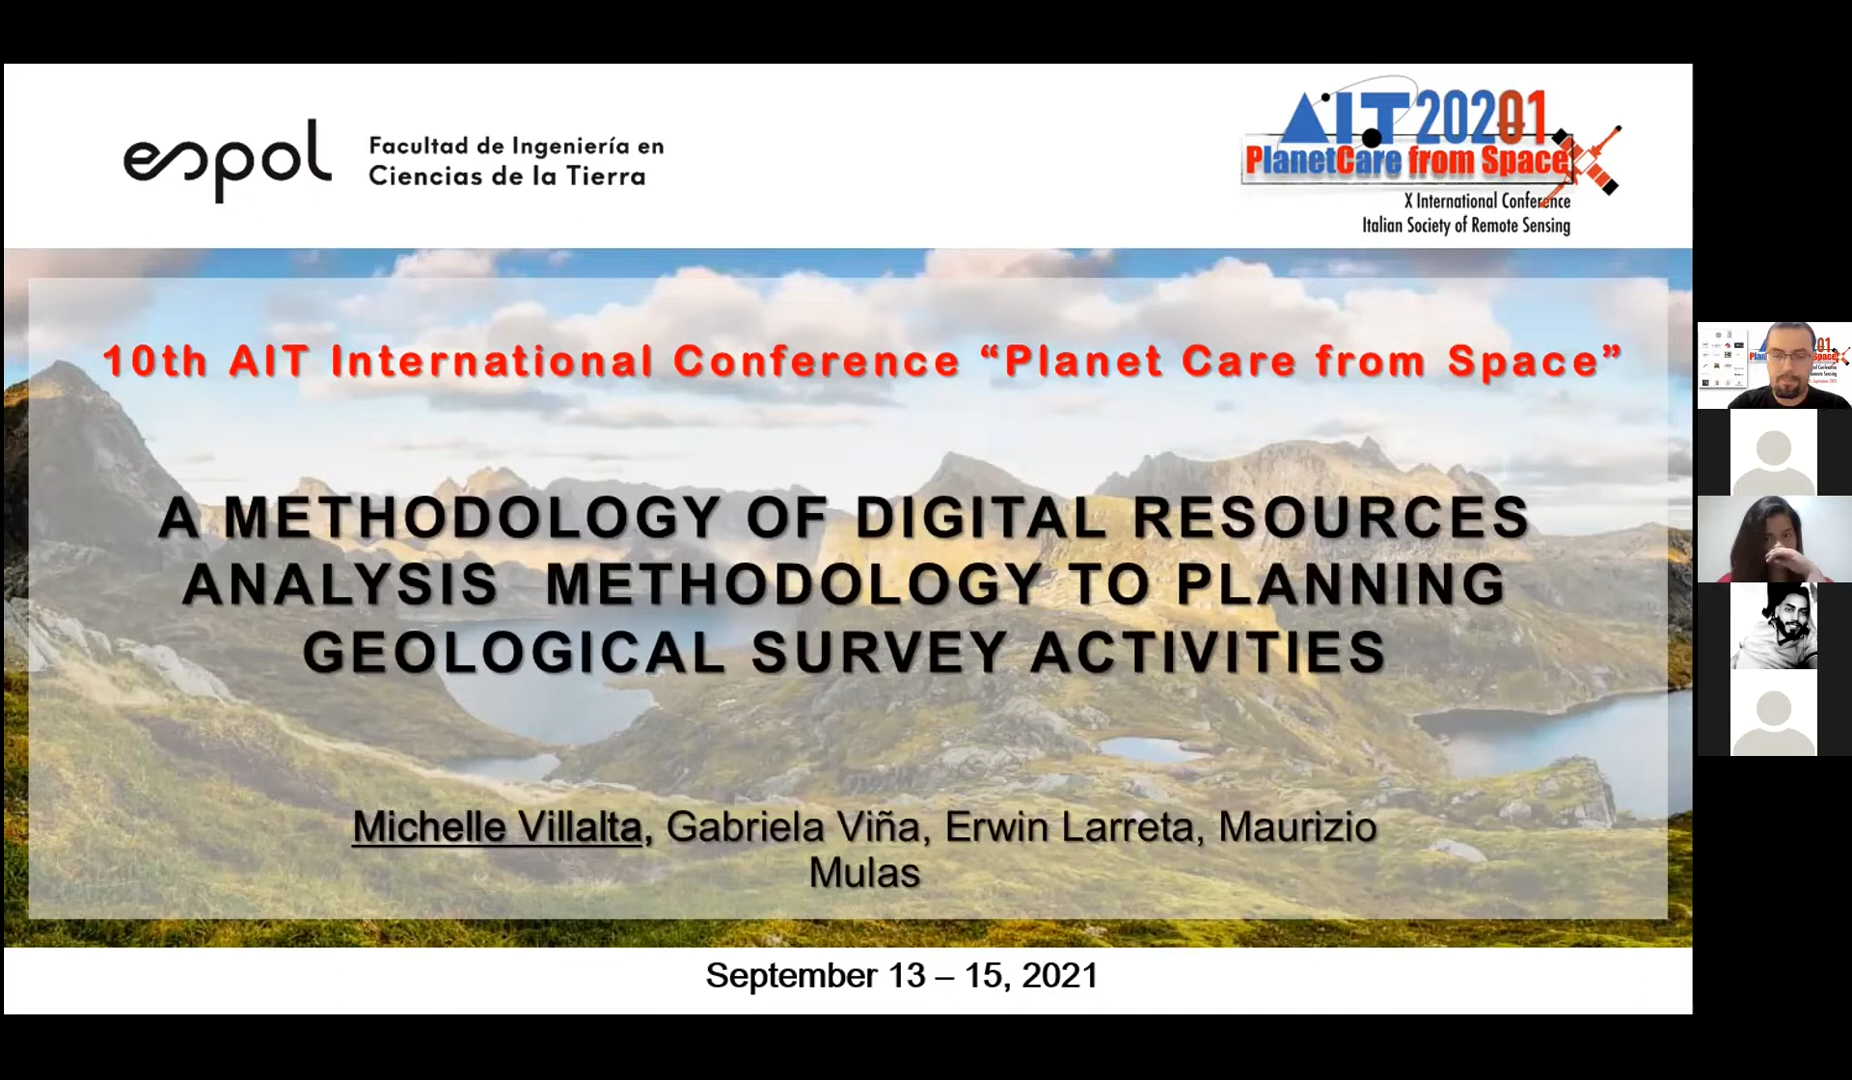 espol
Facultad de Ingeniería en
Ciencias de la Tierra
AIT 20201
PlanetCare from Space
X International Conference
Italian Society of Remote Sensing
10th AIT International Conference “Planet Care from Space”
A METHODOLOGY OF DIGITAL RESOURCES
ANALYSIS METHODOLOGY TO PLANNING
GEOLOGICAL SURVEY ACTIVITIES
Michelle Villalta, Gabriela Viña, Erwin Larreta, Maurizio
Mulas
September 13 – 15, 2021